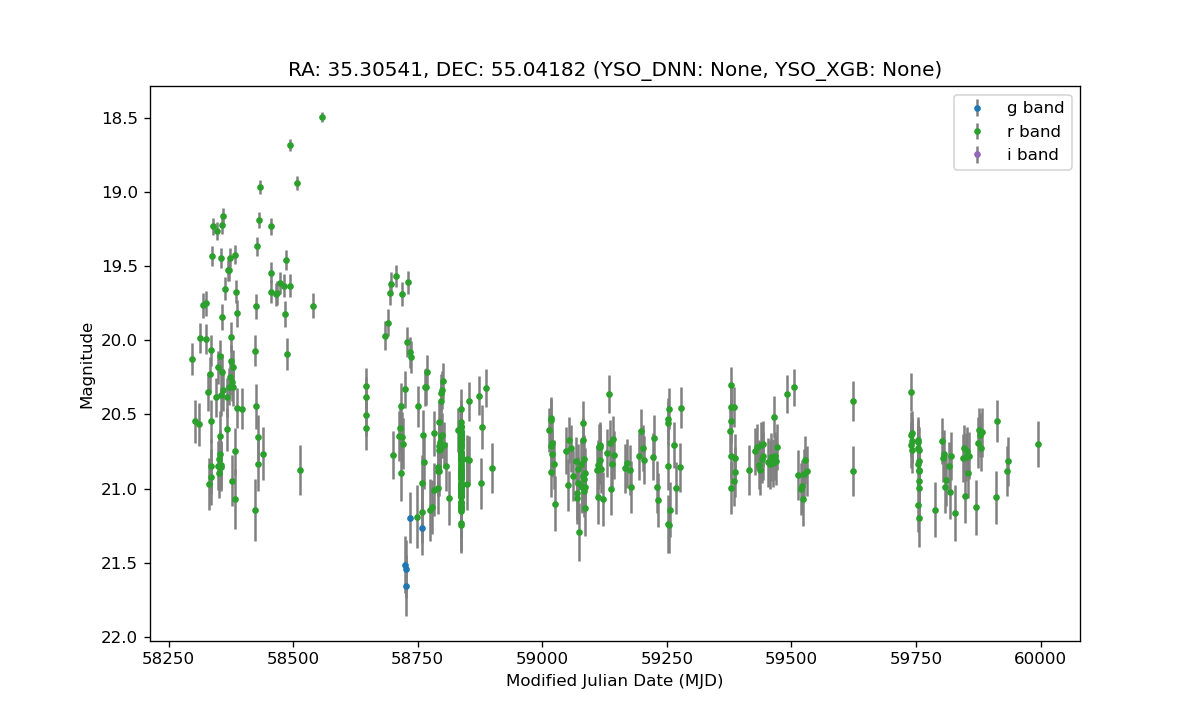 RA: 35.30541, DEC: 55.04182 (YSO_DNN: None, YSO_XGB: None)
g band
r band
i band
Magnitude
18.5
19.0
19.5
20.0
20.5
21.0
21.5
22.0
58250 58500 58750 59000 59250 59500 59750 60000
Modified Julian Date (MJD)